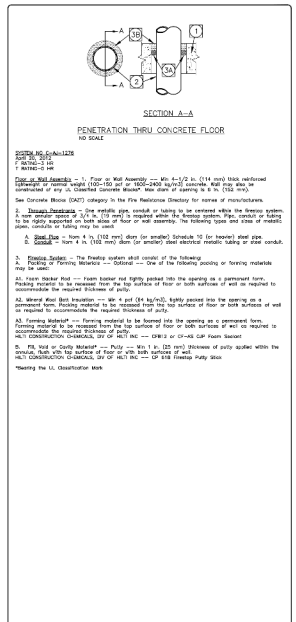 A
3B
1
3A
2
A
SECTION A-A
PENETRATION THRU CONCRETE FLOOR
NO SCALE
SYSTEM NO C-AJ-1276
April 30, 2012
F RATING-3 HR
T RATING-0 HR
Floor or Wall Assembly - 1. Floor or Wall Assembly -- Min 4-1/2 in. (114 mm) thick reinforced
lightweight or normal weight (100-150 pcf or 1600-2400 kg/m3) concrete. Wall may also be
constructed of any UL Classified Concrete Blocks*. Max diam of opening is 6 in. (152 mm).
See Concrete Blocks (CAZT) category in the Fire Resistance Directory for names of manufacturers.
2. Through Penetrants - One metallic pipe, conduit or tubing to be centered within the firestop system.
A nom annular space of 3/4 in. (19 mm) is required within the firestop system. Pipe, conduit or tubing
to be rigidly supported on both sides of floor or wall assembly. The following types and sizes of metallic
pipes, conduits or tubing may be used:
A. Steel Pipe - Nom 4 in. (102 mm) diam (or smaller) Schedule 10 (or heavier) steel pipe.
B. Conduit - Nom 4 in. (102 mm) diam (or smaller) steel electrical metallic tubing or steel conduit.
3. Firestop System - The firestop system shall consist of the following:
A. Packing or Forming Materials -- Optional -- One of the following packing or forming materials
may be used:
A1. Foam Backer Rod -- Foam backer rod tightly packed into the opening as a permanent form.
Packing material to be recessed from the top surface of floor or both surfaces of wall as required to
accommodate the required thickness of putty.
A2. Mineral Wool Batt Insulation -- Min 4 pcf (64 kg/m3), tightly packed into the opening as a
permanent form. Packing material to be recessed from the top surface of floor or both surfaces of wall
as required to accommodate the required thickness of putty.
A3. Forming Material* -- Forming material to be foamed into the opening as a permanent form.
Forming material to be recessed from the top surface of floor or both surfaces of wall as required to
accommodate the required thickness of putty.
HILTI CONSTRUCTION CHEMICALS, DIV OF HILTI INC -- CF812 or CF-AS CJP Foam Sealant
B. Fill, Void or Cavity Material* -- Putty -- Min 1 in. (25 mm) thickness of putty applied within the
annulus, flush with top surface of floor or with both surfaces of wall.
HILTI CONSTRUCTION CHEMICALS, DIV OF HILTI INC -- CP 618 Firestop Putty Stick
*Bearing the UL Classification Mark